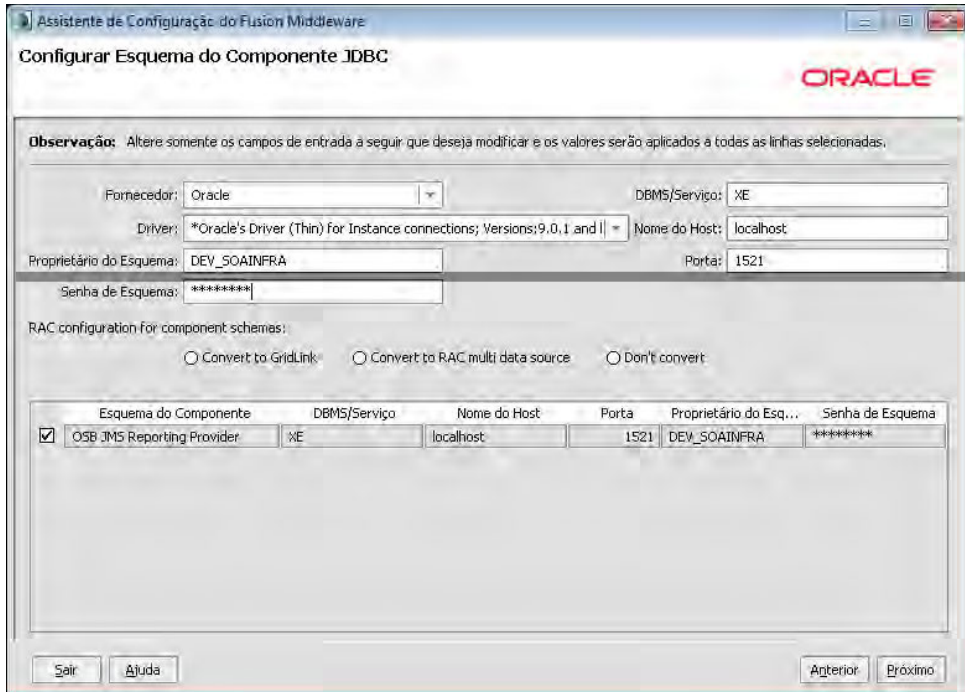 Assistente de Configuração do Fusion Middleware
Configurar Esquema do Componente JDBC
ORACLE
Observação: Altere somente os campos de entrada a seguir que deseja modificar e os valores serão aplicados a todas as linhas selecionadas.
Fornecedor: Oracle DBMS/Serviço: XE
Driver: *Oracle's Driver (Thin) for Instance connections; Versions:9.0.1 and l Nome do Host: localhost
Proprietário do Esquema: DEV_SOAINFRA Porta: 1521
Senha de Esquema: ********
RAC configuration for component schemas:
Convert to GridLink Convert to RAC multi data source Don't convert
Esquema do Componente DBMS/Serviço Nome do Host Porta Proprietário do Esq... Senha de Esquema
OSB JMS Reporting Provider XE localhost 1521 DEV_SOAINFRA ********
Sair Ajuda Anterior Próximo